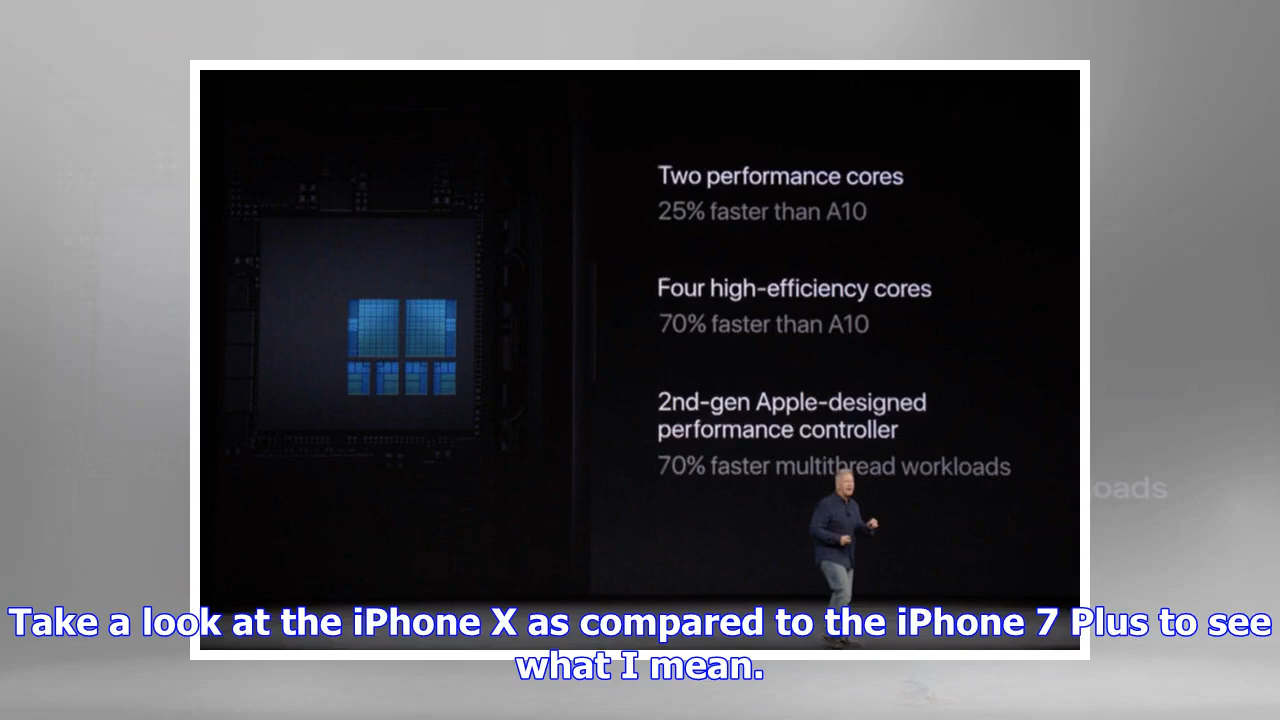 Two performance cores
25% faster than A10
Four high-efficiency cores
70% faster than A10
2nd-gen Apple-designed
performance controller
70% faster multithread workloads
oads
Take a look at the iPhone X as compared to the iPhone 7 Plus to see
what I mean.